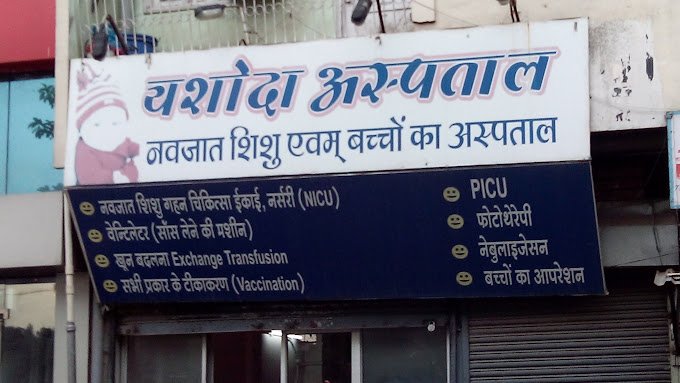 यशोदा अस्पताल
नवजात शिशु एवम् बच्चों का अस्पताल
नवजात शिशु गहन चिकित्सा ईकाई, नर्सरी (NICU)
वेन्टिलेटर (साँस लेने की मशीन)
खून बदलना Exchange Transfusion
सभी प्रकार के टीकाकरण (Vaccination)
PICU
फोटोथेरेपी
नेबुलाइजेसन
बच्चों का आपरेशन